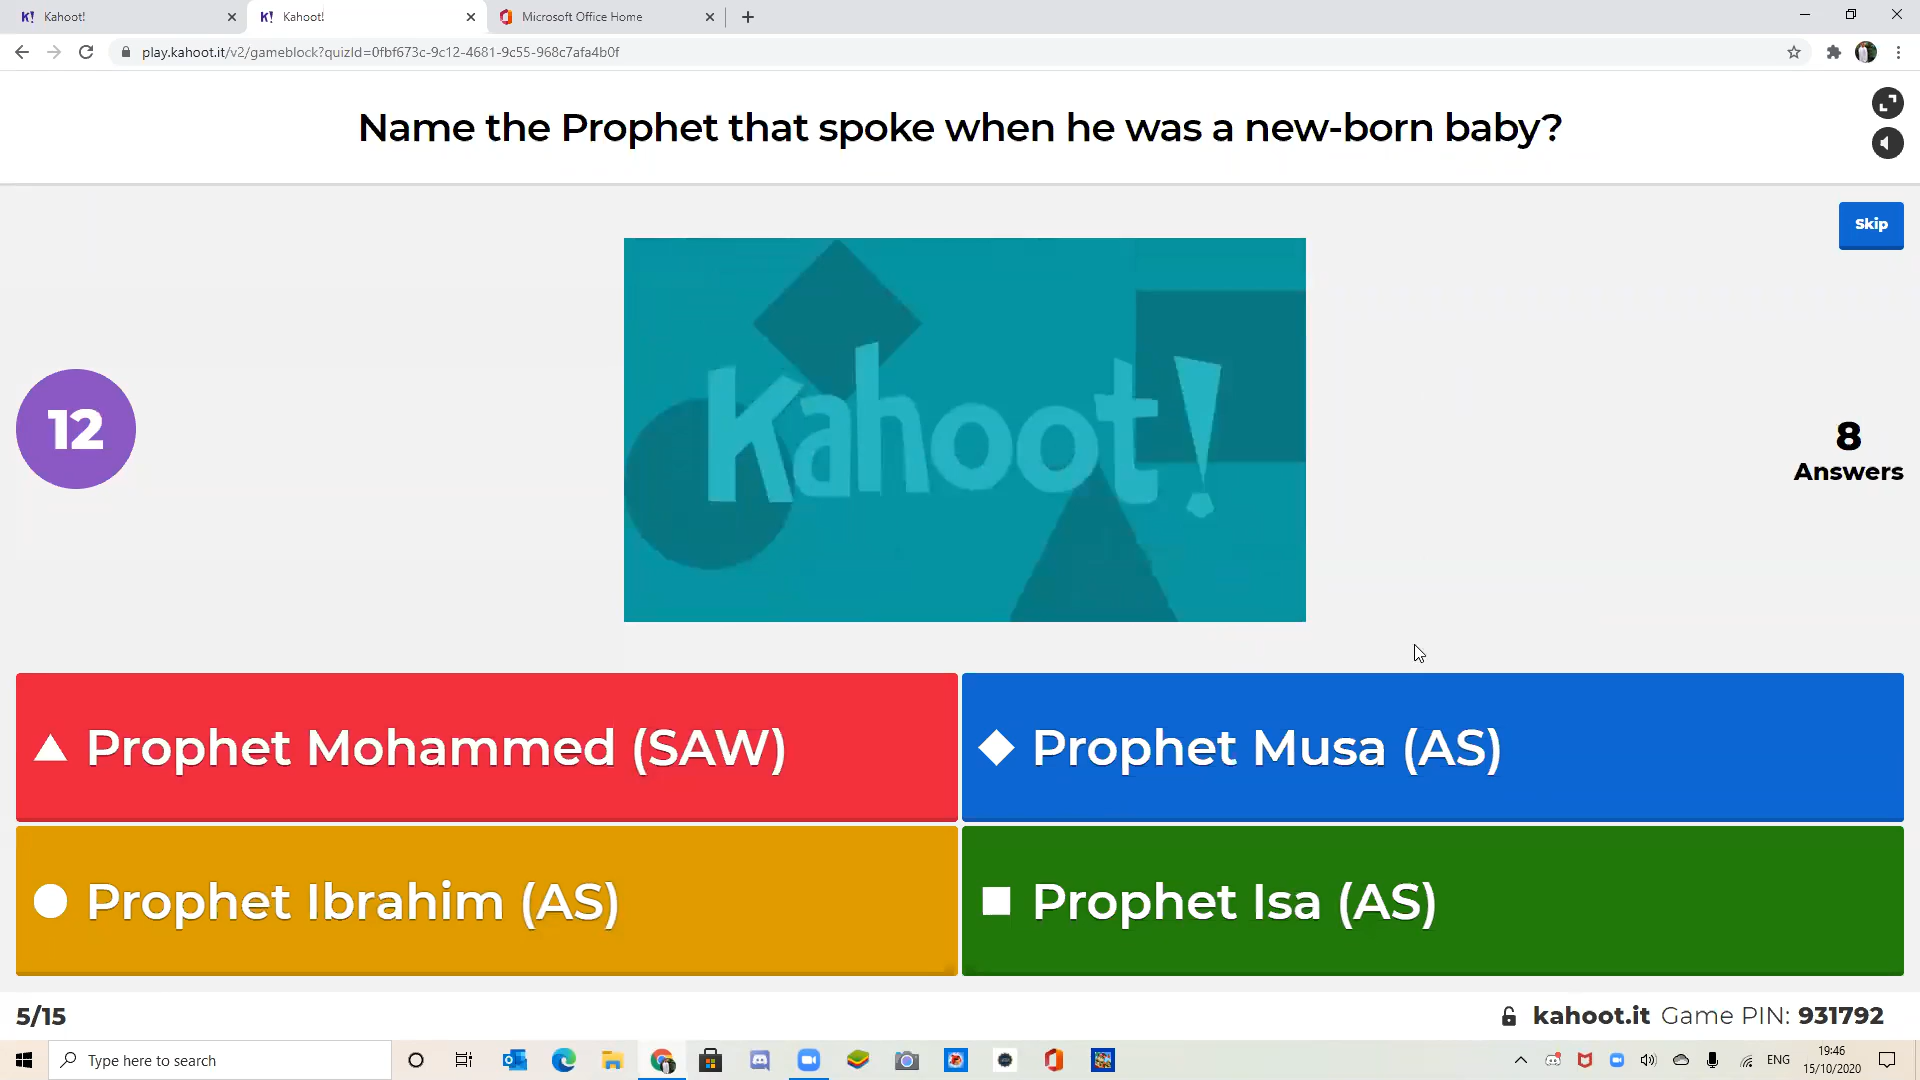 Kahoot!
Kahoot!
Microsoft Office Home
play.kahoot.it/v2/gameblock?quizId=0fbf673c-9c12-4681-9c55-968c7afa4b0f
Name the Prophet that spoke when he was a new-born baby?
Skip
Kahoot!
12
8
Answers
Prophet Mohammed (SAW)
Prophet Musa (AS)
Prophet Ibrahim (AS)
Prophet Isa (AS)
5/15
kahoot.it Game PIN: 931792
Type here to search
ENG
19:46
15/10/2020